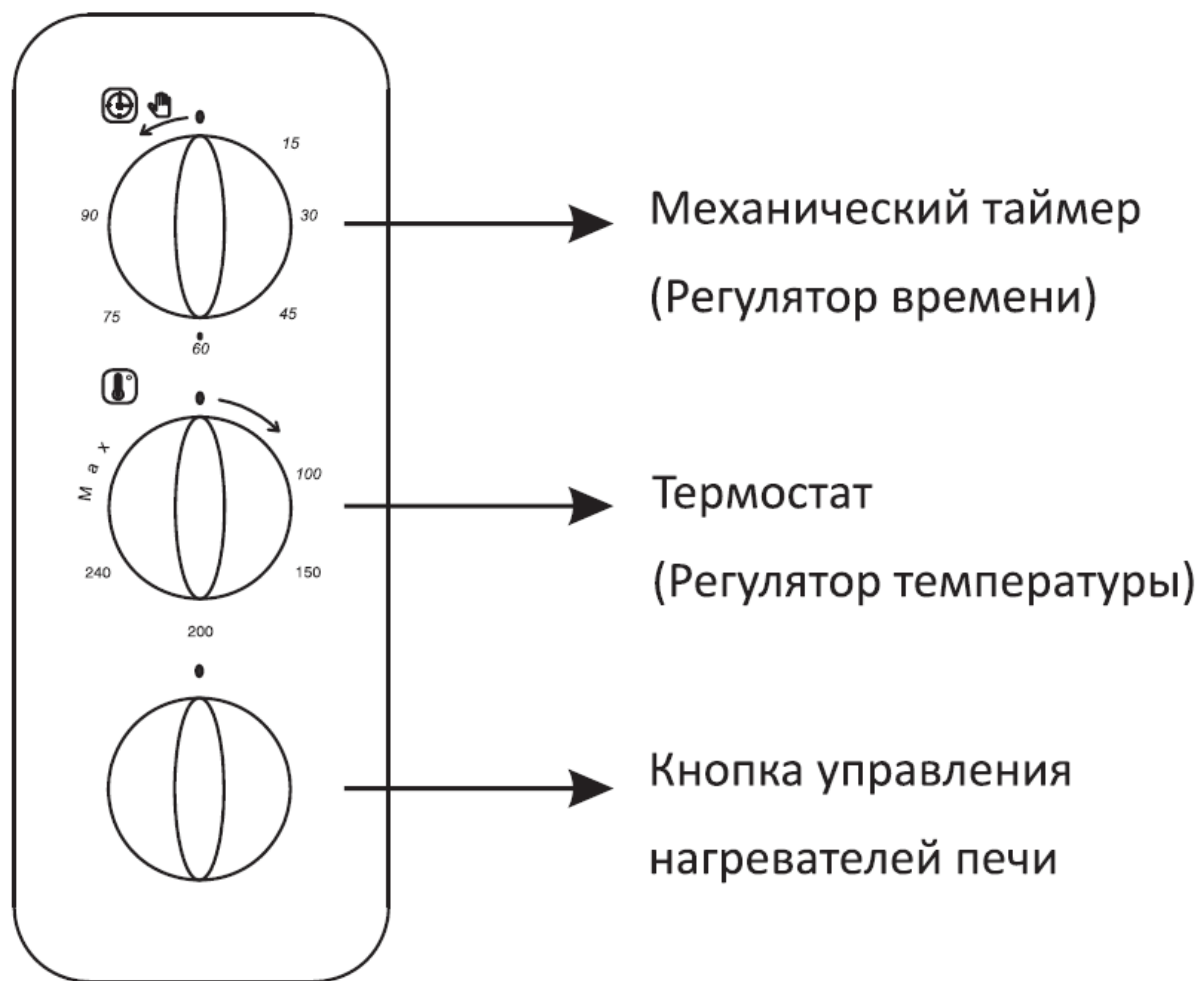 15
90
30
Механический таймер
(Регулятор времени)
75
45
60
Max
100
Термостат
240
150
(Регулятор температуры)
200
Кнопка управления
нагревателей печи